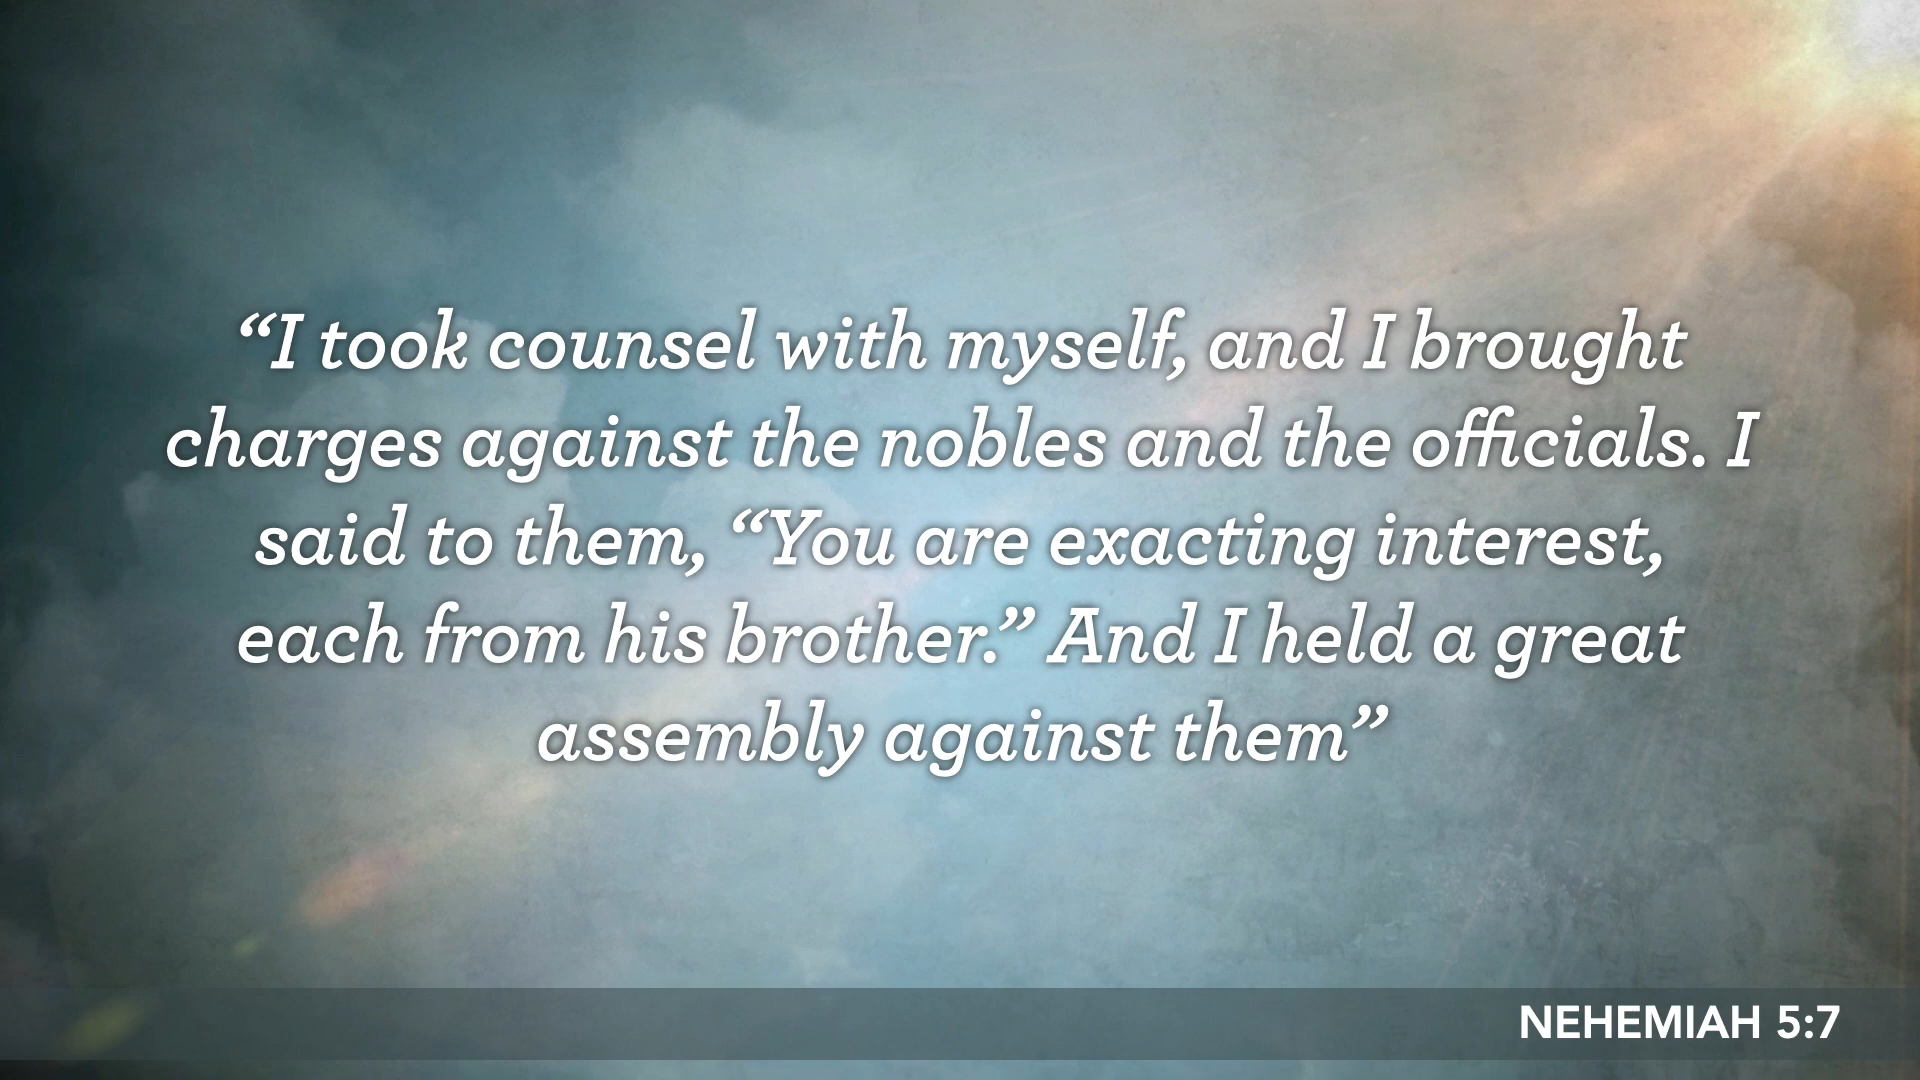 “I took counsel with myself, and I brought
charges against the nobles and the officials. I
said to them, “You are exacting interest,
each from his brother.” And I held a great
assembly against them”
NEHEMIAH 5:7